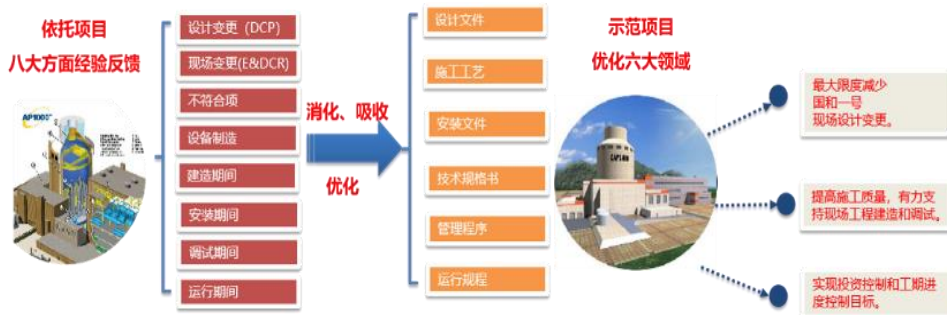 依托项目
八大方面经验反馈
AP1000
设计变更（DCP）
现场变更(E&DCR)
不符合项
设备制造
建造期间
安装期间
调试期间
运行期间
消化、吸收
优化
设计文件
施工工艺
安装文件
技术规格书
管理程序
运行规程
示范项目
优化六大领域
最大限度减少
国和一号
现场设计变更。
提高施工质量，有力支
持现场工程建造和调试。
实现投资控制和工期进
度控制目标。